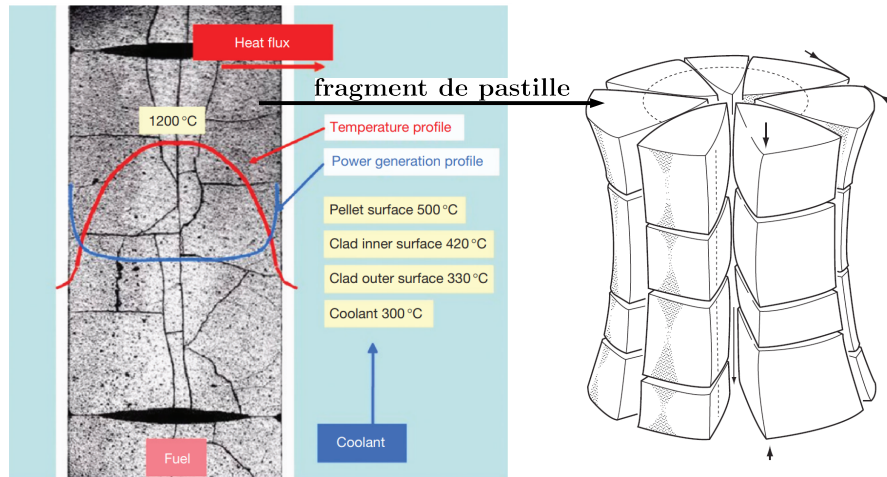 Heat flux
fragment de pastille
1200 °C
Temperature profile
Power generation profile
Pellet surface 500 °C
Clad inner surface 420 °C
Clad outer surface 330 °C
Coolant 300 °C
Coolant
Fuel